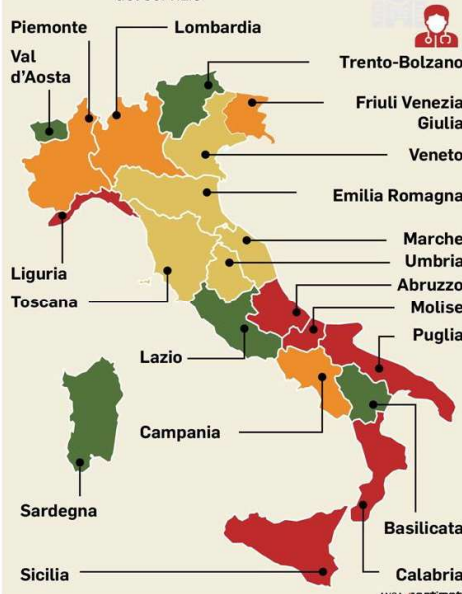 Piemonte
Lombardia
Val
d'Aosta
Trento-Bolzano
Friuli Venezia
Giulia
Veneto
Emilia Romagna
Marche
Umbria
Abruzzo
Molise
Puglia
Liguria
Toscana
Lazio
Campania
Sardegna
Basilicata
Sicilia
Calabria